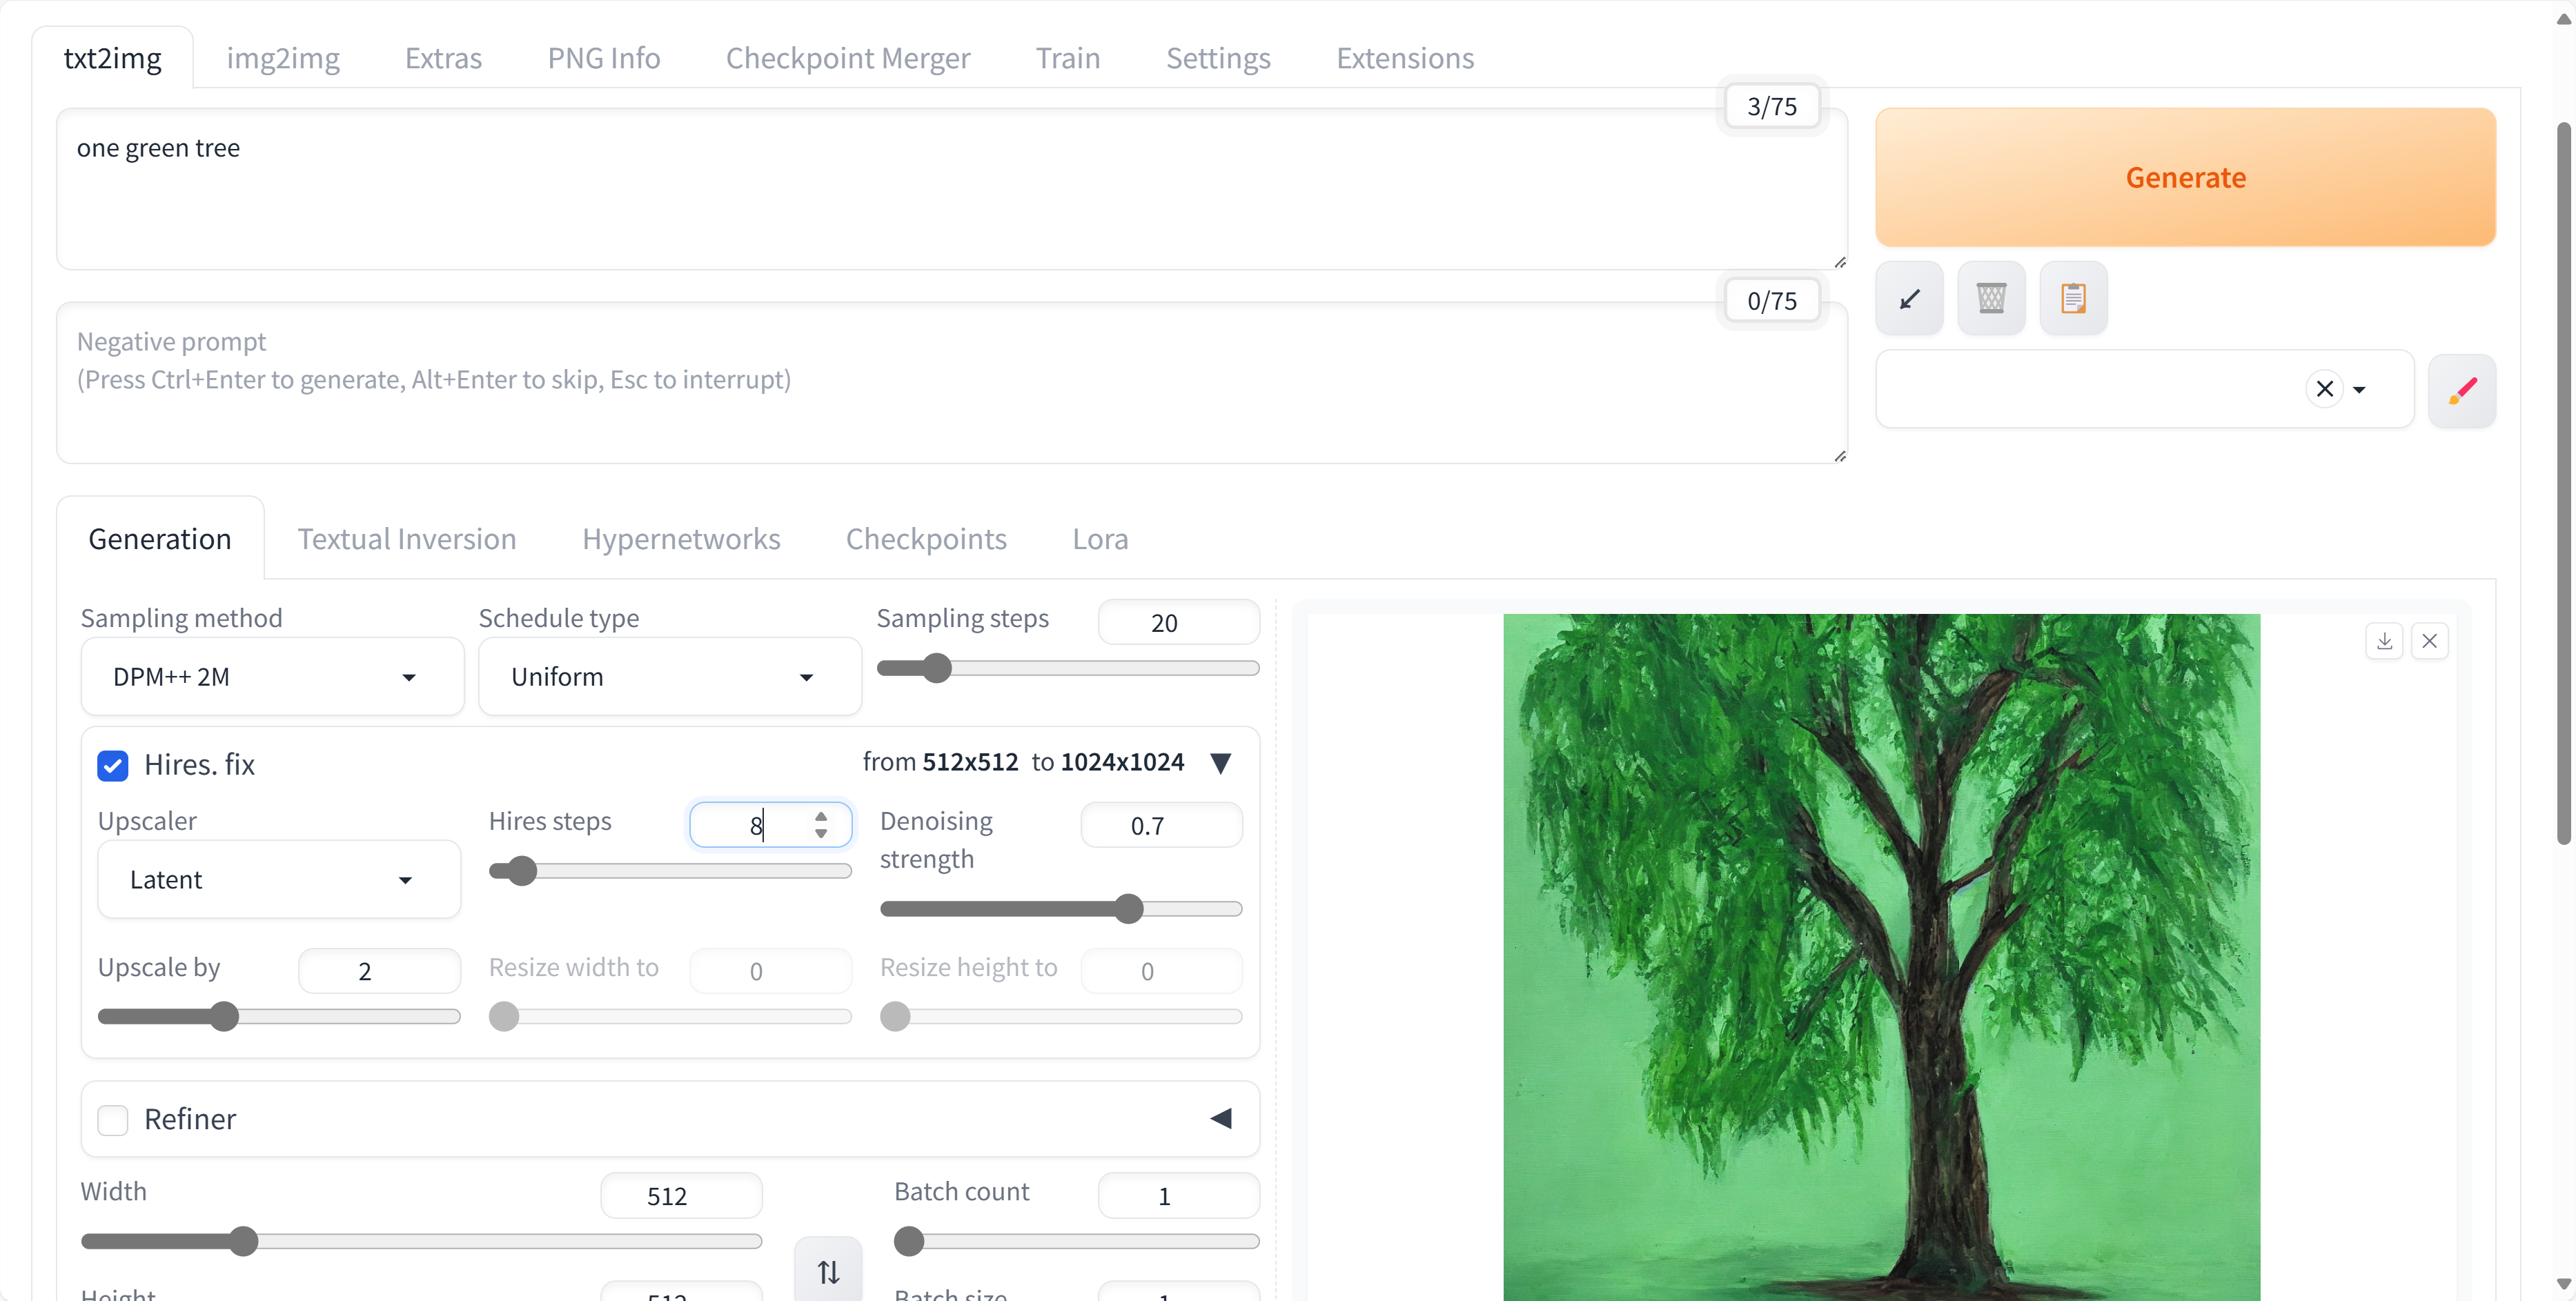 txt2img img2img Extras PNG Info Checkpoint Merger Train Settings Extensions
3/75
one green tree
Generate
0/75
Negative prompt
(Press Ctrl+Enter to generate, Alt+Enter to skip, Esc to interrupt)
Generation Textual Inversion Hypernetworks Checkpoints Lora
Sampling method Schedule type Sampling steps 20
DPM++ 2M Uniform
Hires. fix from 512x512 to 1024x1024
Upscaler Hires steps 8 Denoising strength 0.7
Latent
Upscale by 2 Resize width to 0 Resize height to 0
Refiner
Width 512 Batch count 1
Height 512 Batch size 1